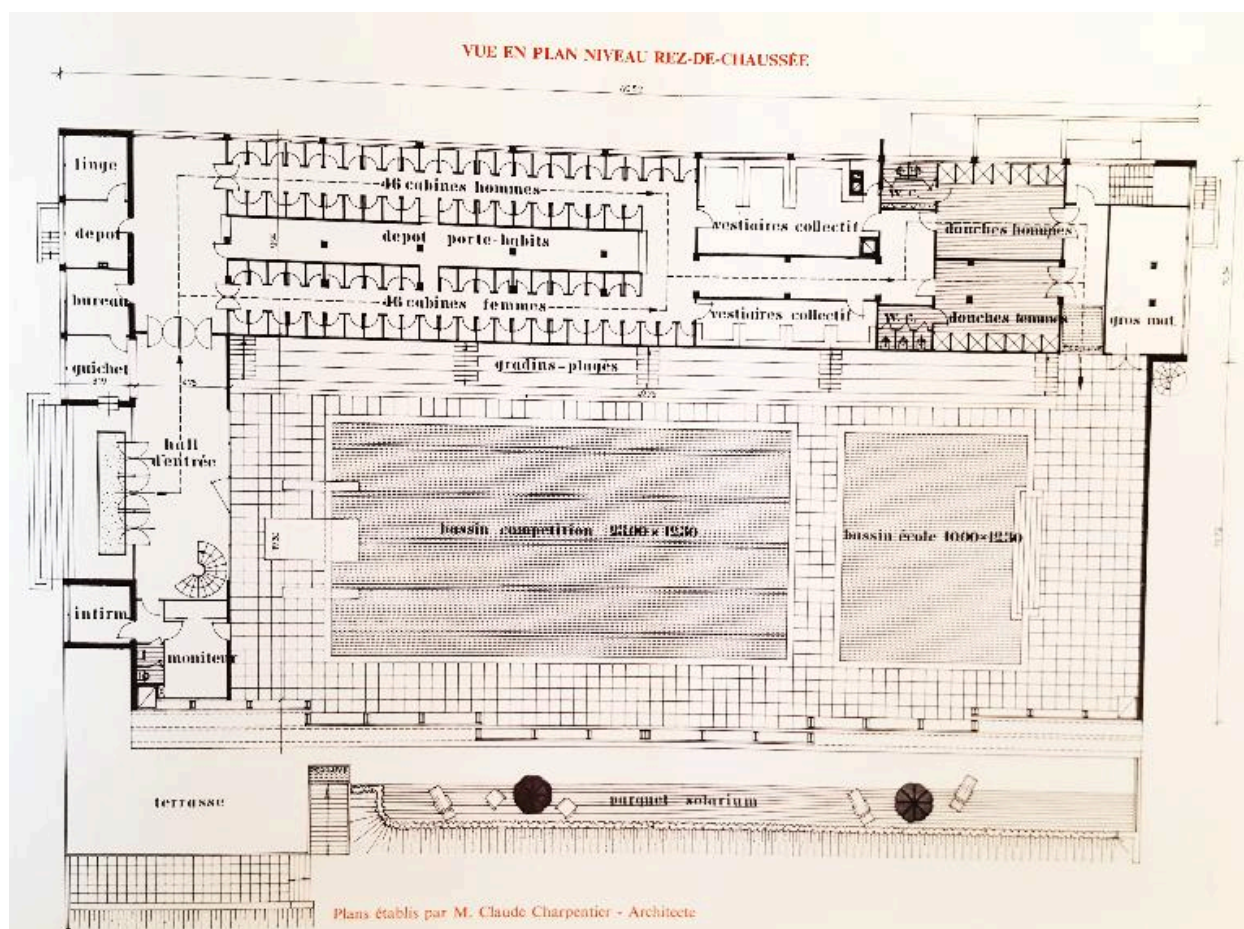 VUE EN PLAN NIVEAU REZ-DE-CHAUSSÉE
linge
46 cabines hommes
w.c.
depot
depot porte-habits
vestiaires collectif
douches hommes
bureau
46 cabines femmes
vestiaires collectif
w.c.
douches femmes
gros mat.
guichet
gradins-plages
hall
d'entrée
bassin competition 25.00×12.50
bassin école 10.00×12.50
infirm
moniteur
terrasse
parquet solarium
Plans établis par M. Claude Charpentier - Architecte